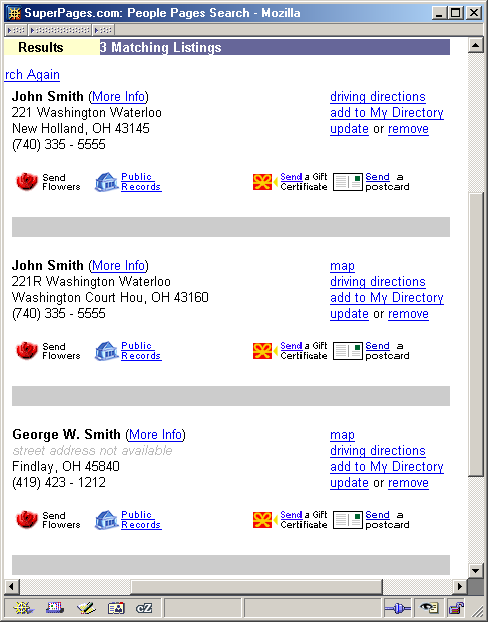 SuperPages.com: People Pages Search - Mozilla
Results 3 Matching Listings
rch Again
John Smith (More Info) driving directions
221 Washington Waterloo add to My Directory
New Holland, OH 43145 update or remove
(740) 335 - 5555
Send Flowers Public Records Send a Gift Certificate Send a postcard
John Smith (More Info) map
221R Washington Waterloo driving directions
Washington Court Hou, OH 43160 add to My Directory
(740) 335 - 5555 update or remove
Send Flowers Public Records Send a Gift Certificate Send a postcard
George W. Smith (More Info) map
street address not available driving directions
Findlay, OH 45840 add to My Directory
(419) 423 - 1212 update or remove
Send Flowers Public Records Send a Gift Certificate Send a postcard
cZ